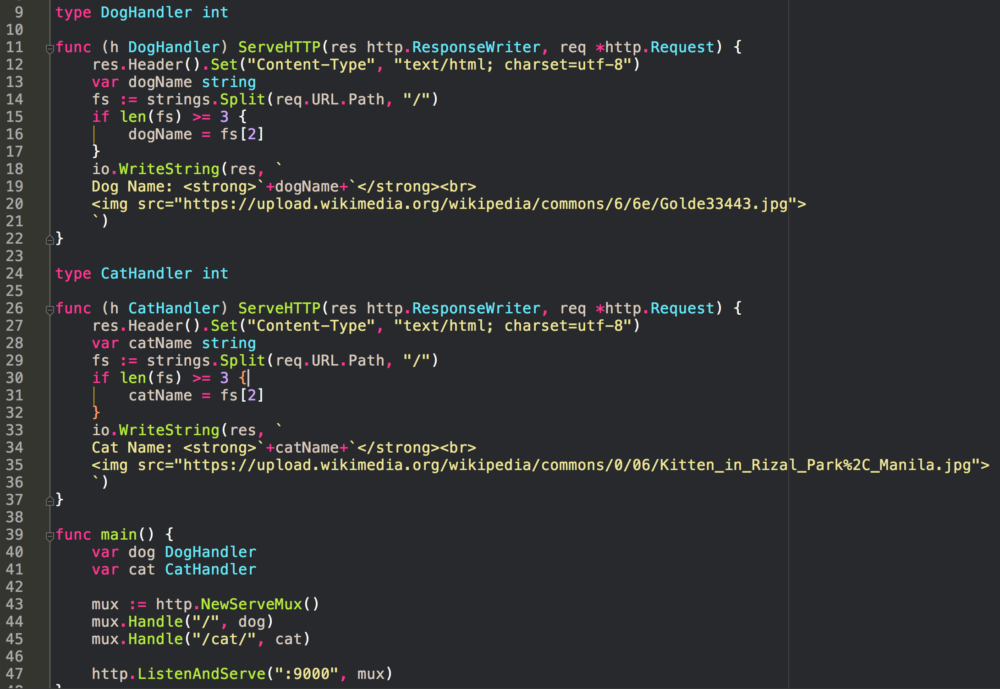 9 type DogHandler int
10
11 func (h DogHandler) ServeHTTP(res http.ResponseWriter, req *http.Request) {
12     res.Header().Set("Content-Type", "text/html; charset=utf-8")
13     var dogName string
14     fs := strings.Split(req.URL.Path, "/")
15     if len(fs) >= 3 {
16         dogName = fs[2]
17     }
18     io.WriteString(res, `
19     Dog Name: <strong>`+dogName+`</strong><br>
20     <img src="https://upload.wikimedia.org/wikipedia/commons/6/6e/Golde33443.jpg">
21     `)
22 }
23
24 type CatHandler int
25
26 func (h CatHandler) ServeHTTP(res http.ResponseWriter, req *http.Request) {
27     res.Header().Set("Content-Type", "text/html; charset=utf-8")
28     var catName string
29     fs := strings.Split(req.URL.Path, "/")
30     if len(fs) >= 3 {
31         catName = fs[2]
32     }
33     io.WriteString(res, `
34     Cat Name: <strong>`+catName+`</strong><br>
35     <img src="https://upload.wikimedia.org/wikipedia/commons/0/06/Kitten_in_Rizal_Park%2C_Manila.jpg">
36     `)
37 }
38
39 func main() {
40     var dog DogHandler
41     var cat CatHandler
42
43     mux := http.NewServeMux()
44     mux.Handle("/", dog)
45     mux.Handle("/cat/", cat)
46
47     http.ListenAndServe(":9000", mux)
48 }